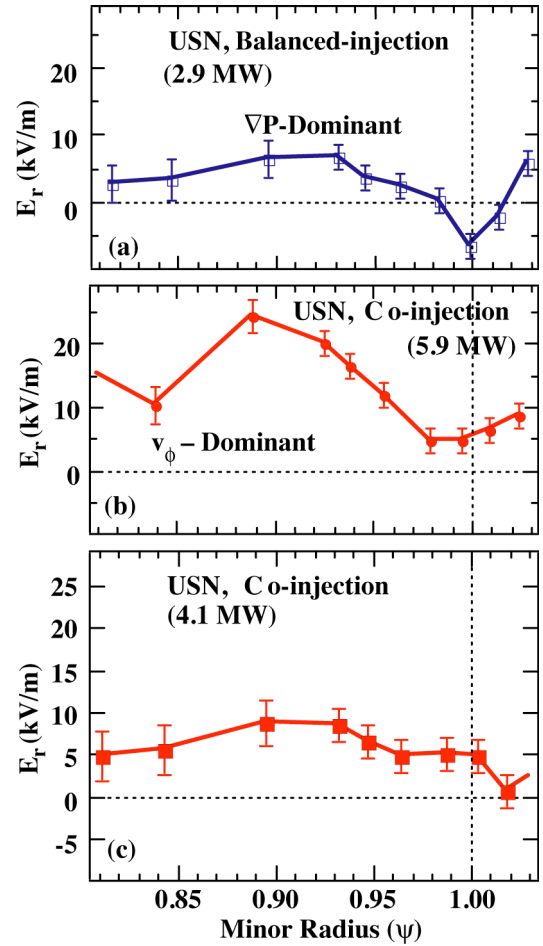 USN, Balanced-injection
(2.9 MW)
∇P-Dominant
20
10
0
E_r (kV/m)
(a)
USN, Co-injection
(5.9 MW)
20
10
0
E_r (kV/m)
v_ϕ – Dominant
(b)
USN, Co-injection
(4.1 MW)
25
20
15
10
5
0
-5
E_r (kV/m)
(c)
0.85 0.90 0.95 1.00
Minor Radius (ψ)